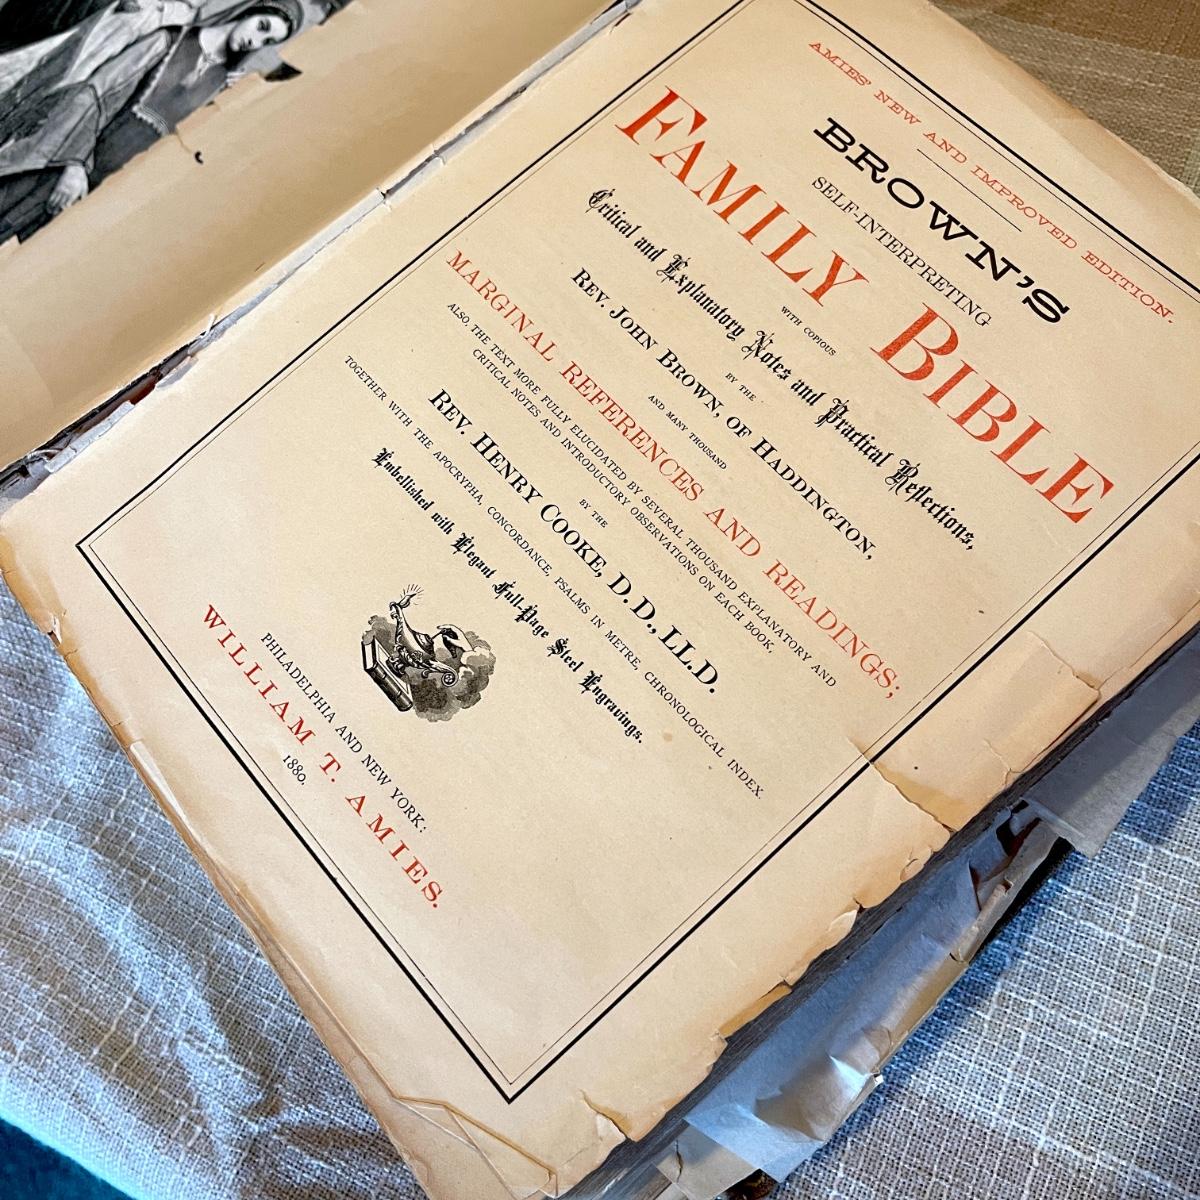 AMIES' NEW AND IMPROVED EDITION.
BROWN'S
SELF-INTERPRETING
FAMILY BIBLE
WITH COPIOUS
Critical and Explanatory Notes and Practical Reflections,
BY THE
REV. JOHN BROWN, OF HADDINGTON,
AND MANY THOUSAND
MARGINAL REFERENCES AND READINGS;
ALSO, THE TEXT MORE FULLY ELUCIDATED BY SEVERAL THOUSAND EXPLANATORY AND
CRITICAL NOTES AND INTRODUCTORY OBSERVATIONS ON EACH BOOK,
BY THE
REV. HENRY COOKE, D.D., LL.D.
TOGETHER WITH THE APOCRYPHA, CONCORDANCE, PSALMS IN METRE, CHRONOLOGICAL INDEX.
Embellished with Elegant Full-Page Steel Engravings.
PHILADELPHIA AND NEW YORK:
WILLIAM T. AMIES.
1880.